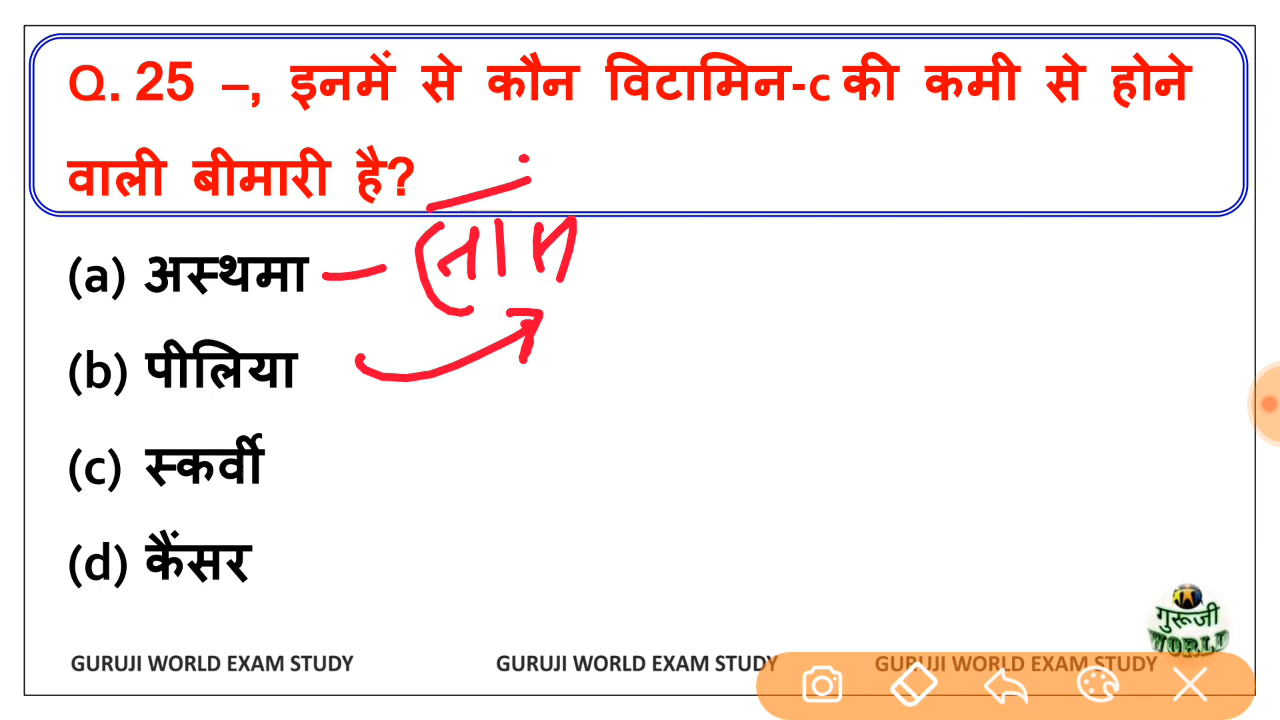 Q. 25 –, इनमें से कौन विटामिन-c की कमी से होने
वाली बीमारी है?
(a) अस्थमा
(b) पीलिया
(c) स्कर्वी
(d) कैंसर
गुरूजी
WORLD
GURUJI WORLD EXAM STUDY GURUJI WORLD EXAM STUDY GURUJI WORLD EXAM STUDY